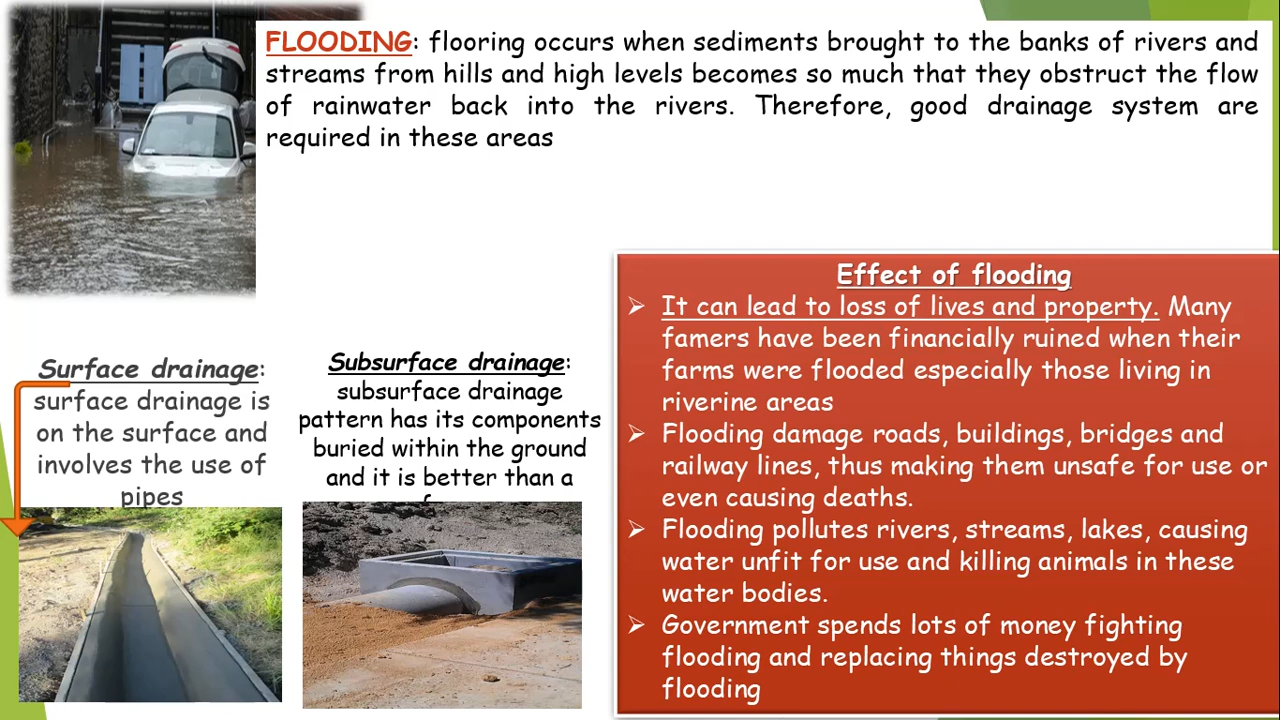 FLOODING: flooring occurs when sediments brought to the banks of rivers and
streams from hills and high levels becomes so much that they obstruct the flow
of rainwater back into the rivers. Therefore, good drainage system are
required in these areas
Surface drainage:
surface drainage is
on the surface and
involves the use of
pipes
Subsurface drainage:
subsurface drainage
pattern has its components
buried within the ground
and it is better than a
Effect of flooding
➢ It can lead to loss of lives and property. Many
famers have been financially ruined when their
farms were flooded especially those living in
riverine areas
➢ Flooding damage roads, buildings, bridges and
railway lines, thus making them unsafe for use or
even causing deaths.
➢ Flooding pollutes rivers, streams, lakes, causing
water unfit for use and killing animals in these
water bodies.
➢ Government spends lots of money fighting
flooding and replacing things destroyed by
flooding